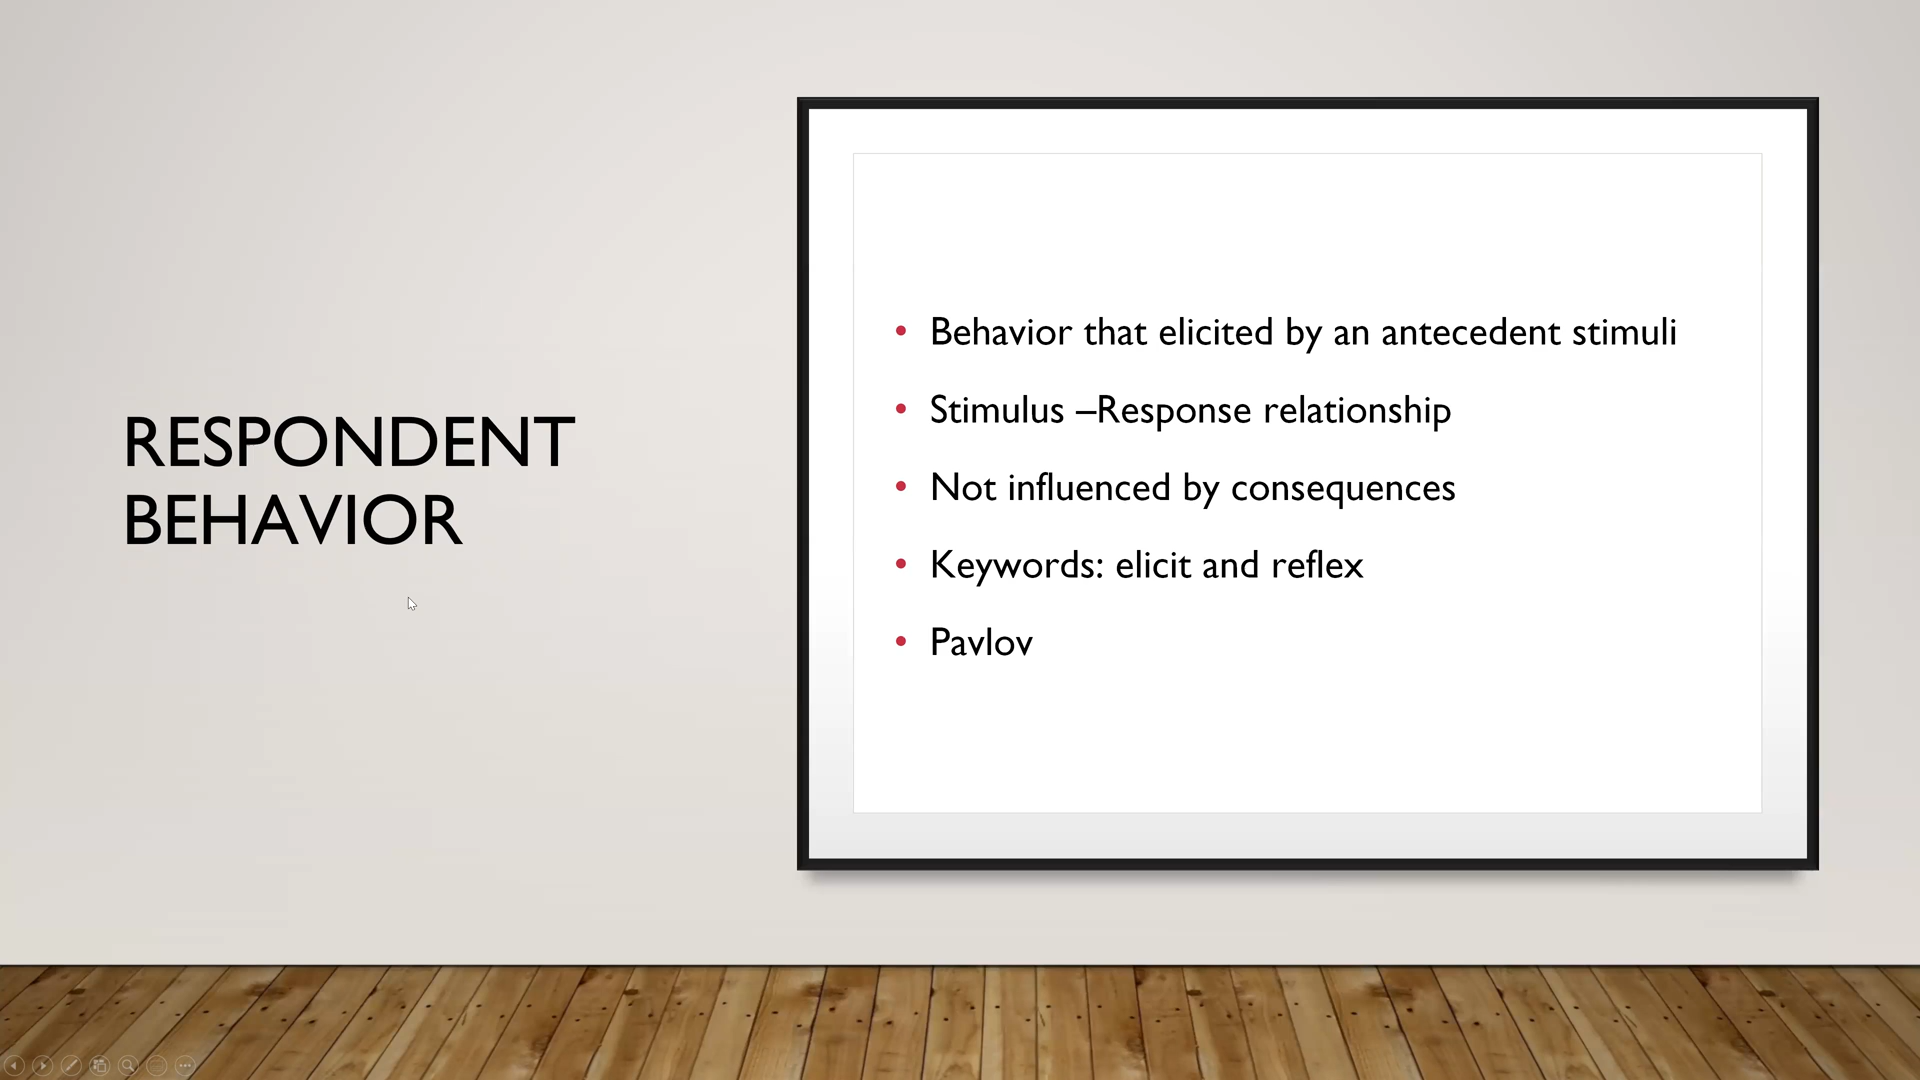 RESPONDENT
BEHAVIOR
• Behavior that elicited by an antecedent stimuli
• Stimulus –Response relationship
• Not influenced by consequences
• Keywords: elicit and reflex
• Pavlov